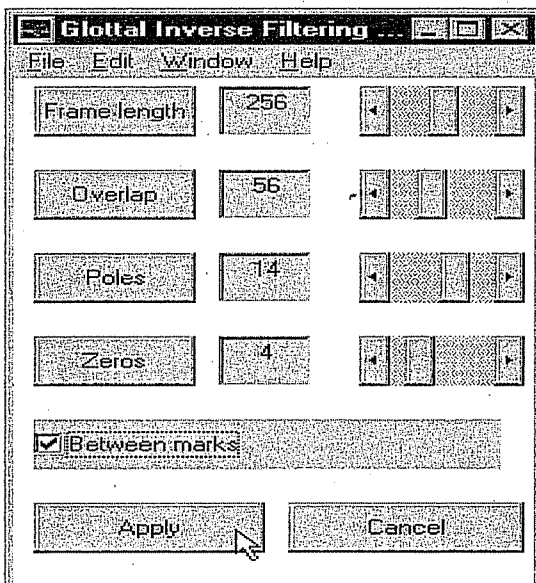 Glottal Inverse Filtering ...
File Edit Window Help
Frame length 256
Overlap 56
Poles 14
Zeros 4
Between marks
Apply Cancel